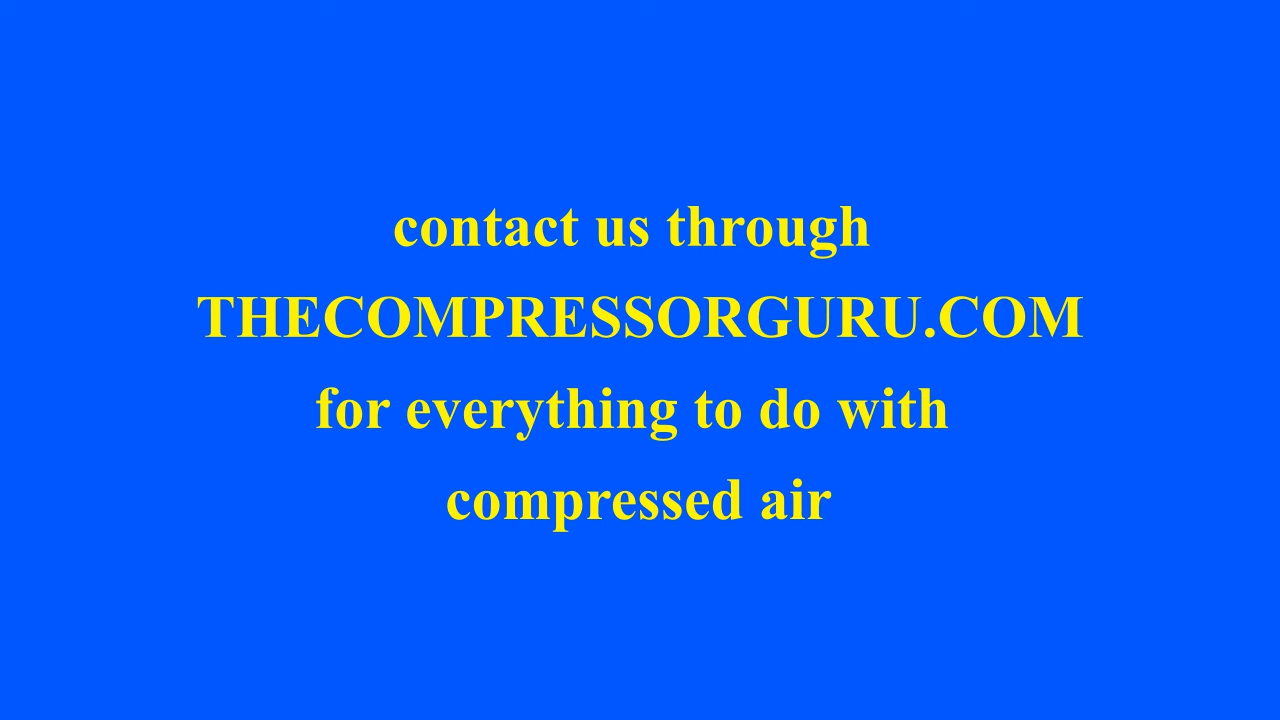 contact us through
THECOMPRESSORGURU.COM
for everything to do with
compressed air